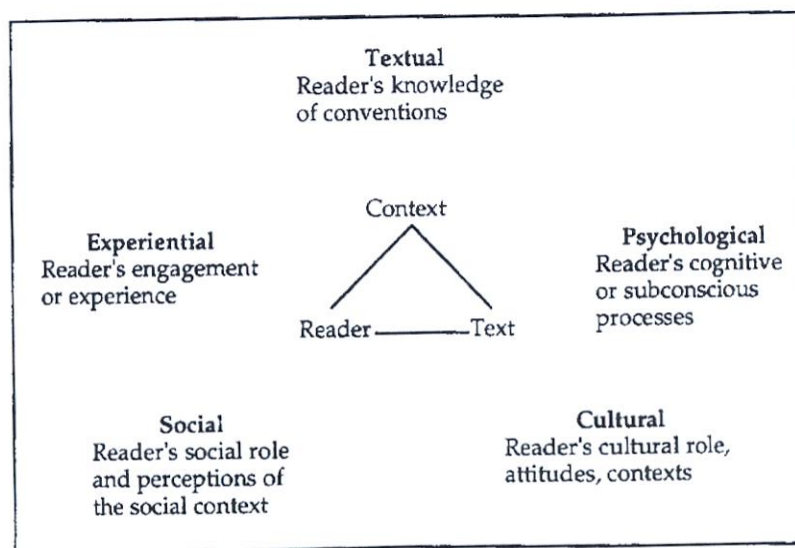 Textual
Reader's knowledge
of conventions
Context
Experiential
Reader's engagement
or experience
Psychological
Reader's cognitive
or subconscious
processes
Reader
Text
Social
Reader's social role
and perceptions of
the social context
Cultural
Reader's cultural role,
attitudes, contexts